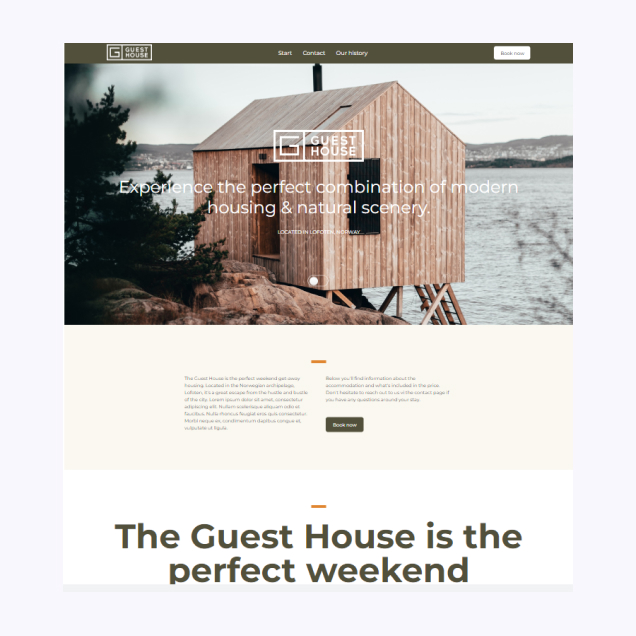 GUEST
HOUSE
Start Contact Our history
Book now
GUEST
HOUSE
Experience the perfect combination of modern
housing & natural scenery.
LOCATED IN LOFOTEN, NORWAY
The Guest House is the perfect weekend get-away
housing. Located in the Norwegian archipelago,
Lofoten, it's a great escape from the hustle and bustle
of the city. Lorem ipsum dolor sit amet, consectetur
adipiscing elit. Nullam scelerisque aliquam odio et
faucibus. Nulla rhoncus feugiat eros quis consectetur.
Morbi neque ex, condimentum dapibus congue et,
vulputate ut ligula.
Below you'll find information about the
accommodation and what's included in the price.
Don't hesitate to reach out to us in the contact page if
you have any questions around your stay.
Book now
The Guest House is the
perfect weekend